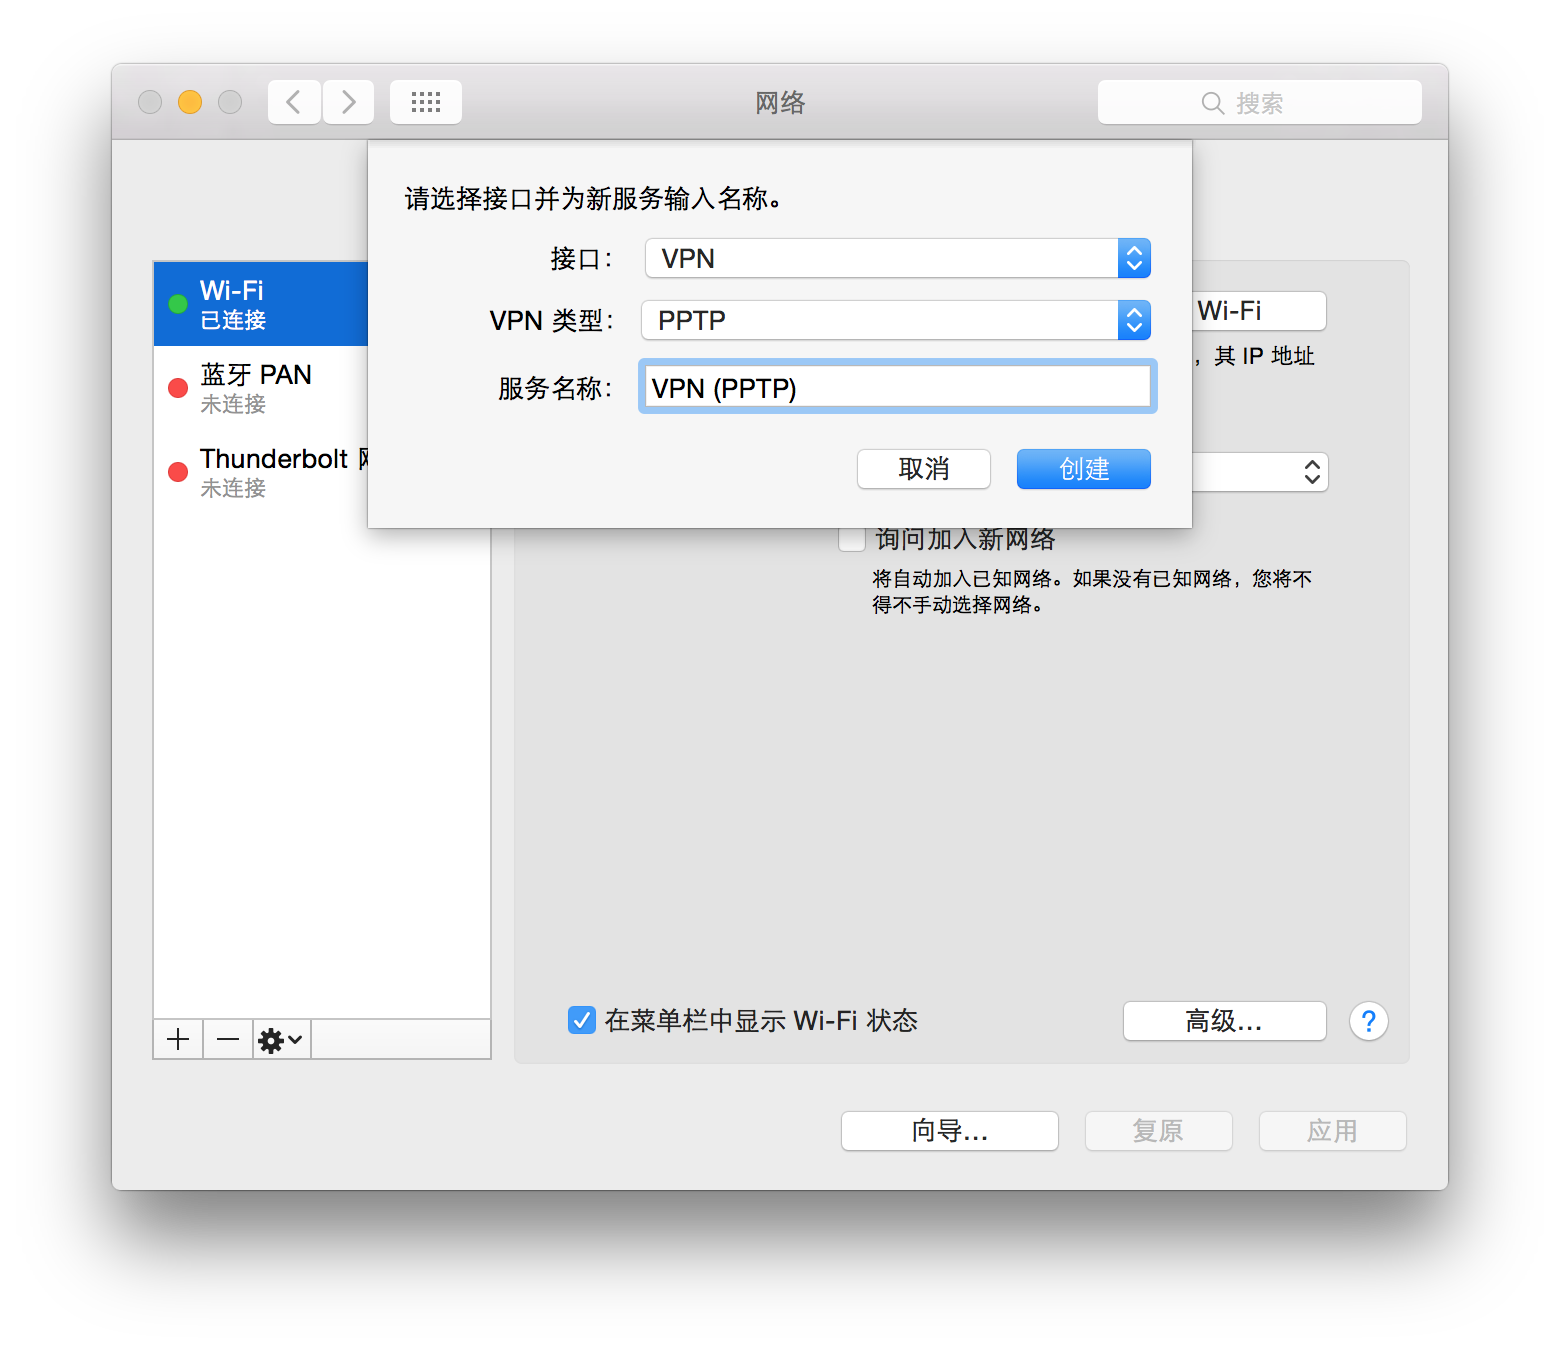 网络
搜索
请选择接口并为新服务输入名称。
接口： VPN
VPN 类型： PPTP
服务名称： VPN (PPTP)
取消 创建
Wi-Fi
已连接
蓝牙 PAN
未连接
Thunderbolt
未连接
Wi-Fi
，其 IP 地址
询问加入新网络
将自动加入已知网络。如果没有已知网络，您将不
得不手动选择网络。
在菜单栏中显示 Wi-Fi 状态 高级... ?
向导... 复原 应用